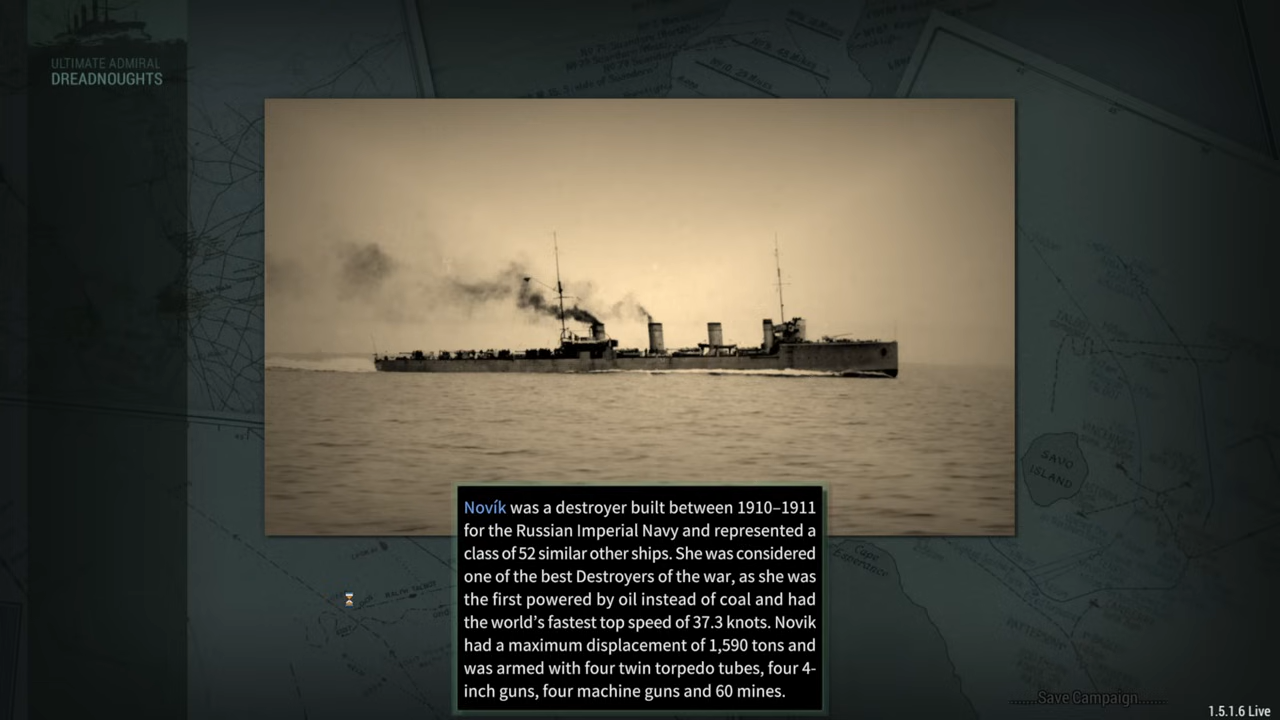 ULTIMATE ADMIRAL
DREADNOUGHTS
SAVO
ISLAND
Cape
Esperance
Novík was a destroyer built between 1910–1911
for the Russian Imperial Navy and represented a
class of 52 similar other ships. She was considered
one of the best Destroyers of the war, as she was
the first powered by oil instead of coal and had
the world's fastest top speed of 37.3 knots. Novik
had a maximum displacement of 1,590 tons and
was armed with four twin torpedo tubes, four 4-
inch guns, four machine guns and 60 mines.
......Save Campaign......
1.5.1.6 Live